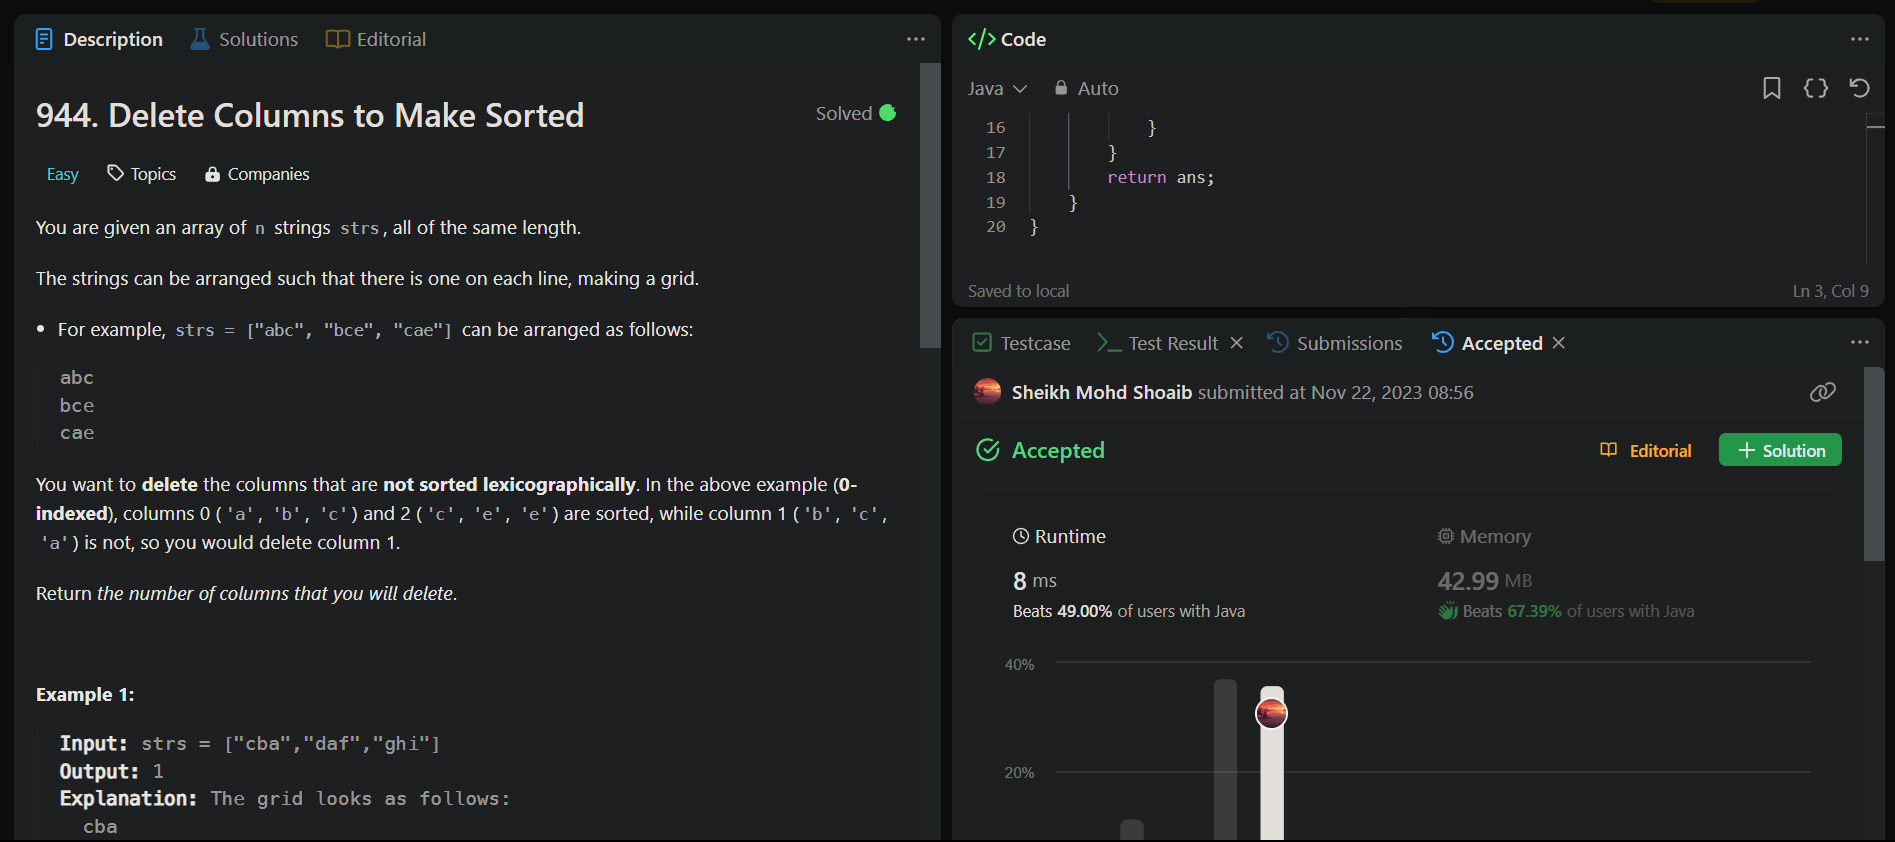 Description Solutions Editorial
944. Delete Columns to Make Sorted
Solved
Easy Topics Companies
You are given an array of n strings strs, all of the same length.
The strings can be arranged such that there is one on each line, making a grid.
• For example, strs = ["abc", "bce", "cae"] can be arranged as follows:
abc
bce
cae
You want to delete the columns that are not sorted lexicographically. In the above example (0-
indexed), columns 0 ('a', 'b', 'c') and 2 ('c', 'e', 'e') are sorted, while column 1 ('b', 'c',
'a') is not, so you would delete column 1.
Return the number of columns that you will delete.
Example 1:
Input: strs = ["cba","daf","ghi"]
Output: 1
Explanation: The grid looks as follows:
cba
</> Code
Java Auto
16 }
17 }
18 return ans;
19 }
20 }
Saved to local Ln 3, Col 9
Testcase Test Result Submissions Accepted
Sheikh Mohd Shoaib submitted at Nov 22, 2023 08:56
Accepted Editorial + Solution
Runtime Memory
8 ms 42.99 MB
Beats 49.00% of users with Java Beats 67.39% of users with Java
40%
20%